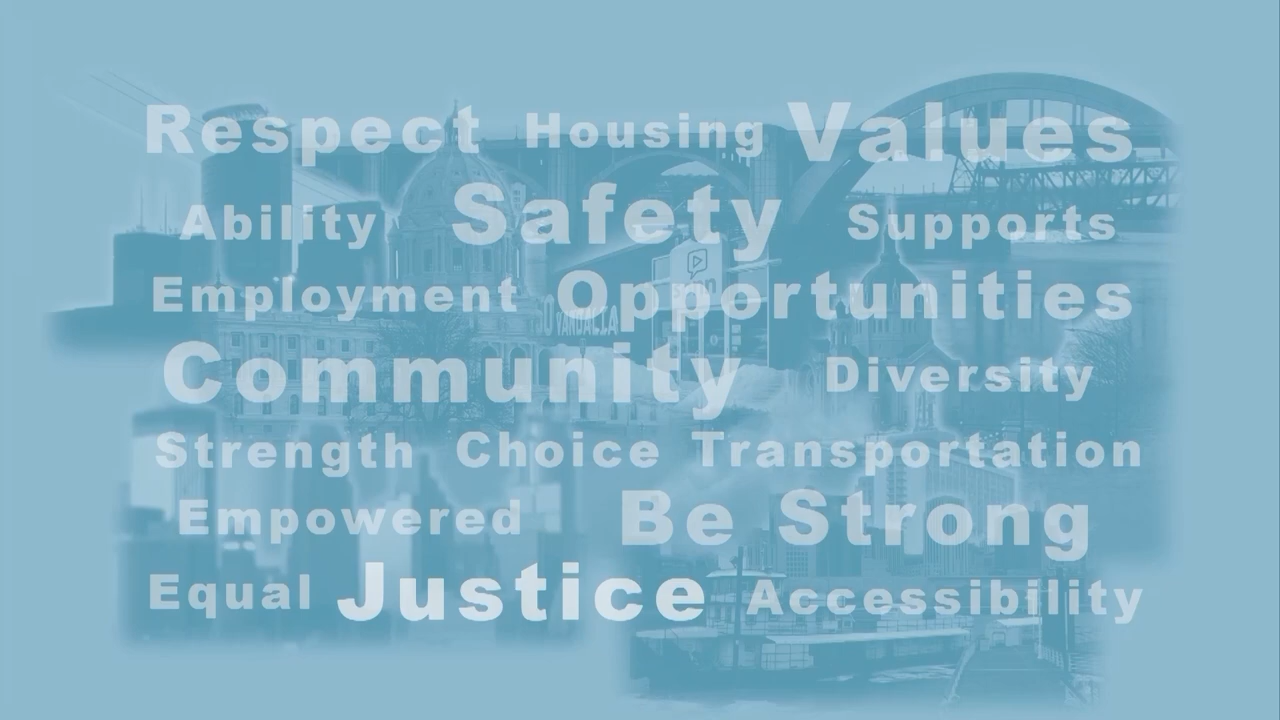 Respect Housing Values
Ability Safety Supports
Employment Opportunities
VANDALIA
Community Diversity
Strength Choice Transportation
Empowered Be Strong
Equal Justice Accessibility